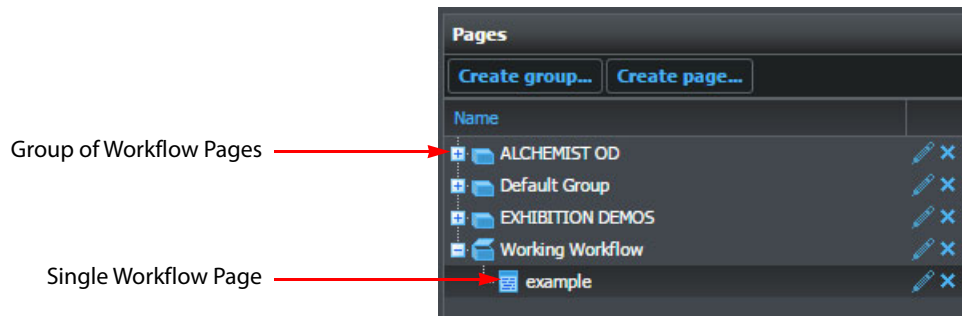 Pages
Create group... Create page...
Name
Group of Workflow Pages
ALCHEMIST OD
Default Group
EXHIBITION DEMOS
Working Workflow
Single Workflow Page
example